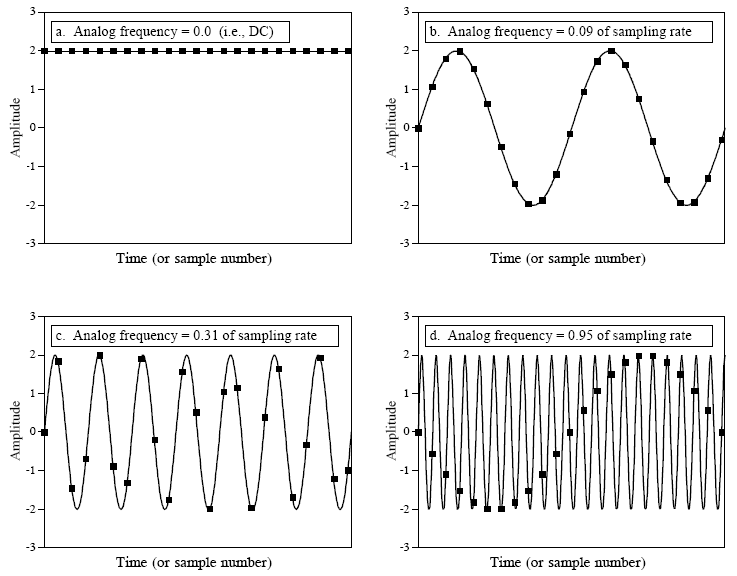 3
a. Analog frequency = 0.0 (i.e., DC)
2
1
0
-1
-2
-3
Amplitude
Time (or sample number)
3
b. Analog frequency = 0.09 of sampling rate
2
1
0
-1
-2
-3
Amplitude
Time (or sample number)
3
c. Analog frequency = 0.31 of sampling rate
2
1
0
-1
-2
-3
Amplitude
Time (or sample number)
3
d. Analog frequency = 0.95 of sampling rate
2
1
0
-1
-2
-3
Amplitude
Time (or sample number)